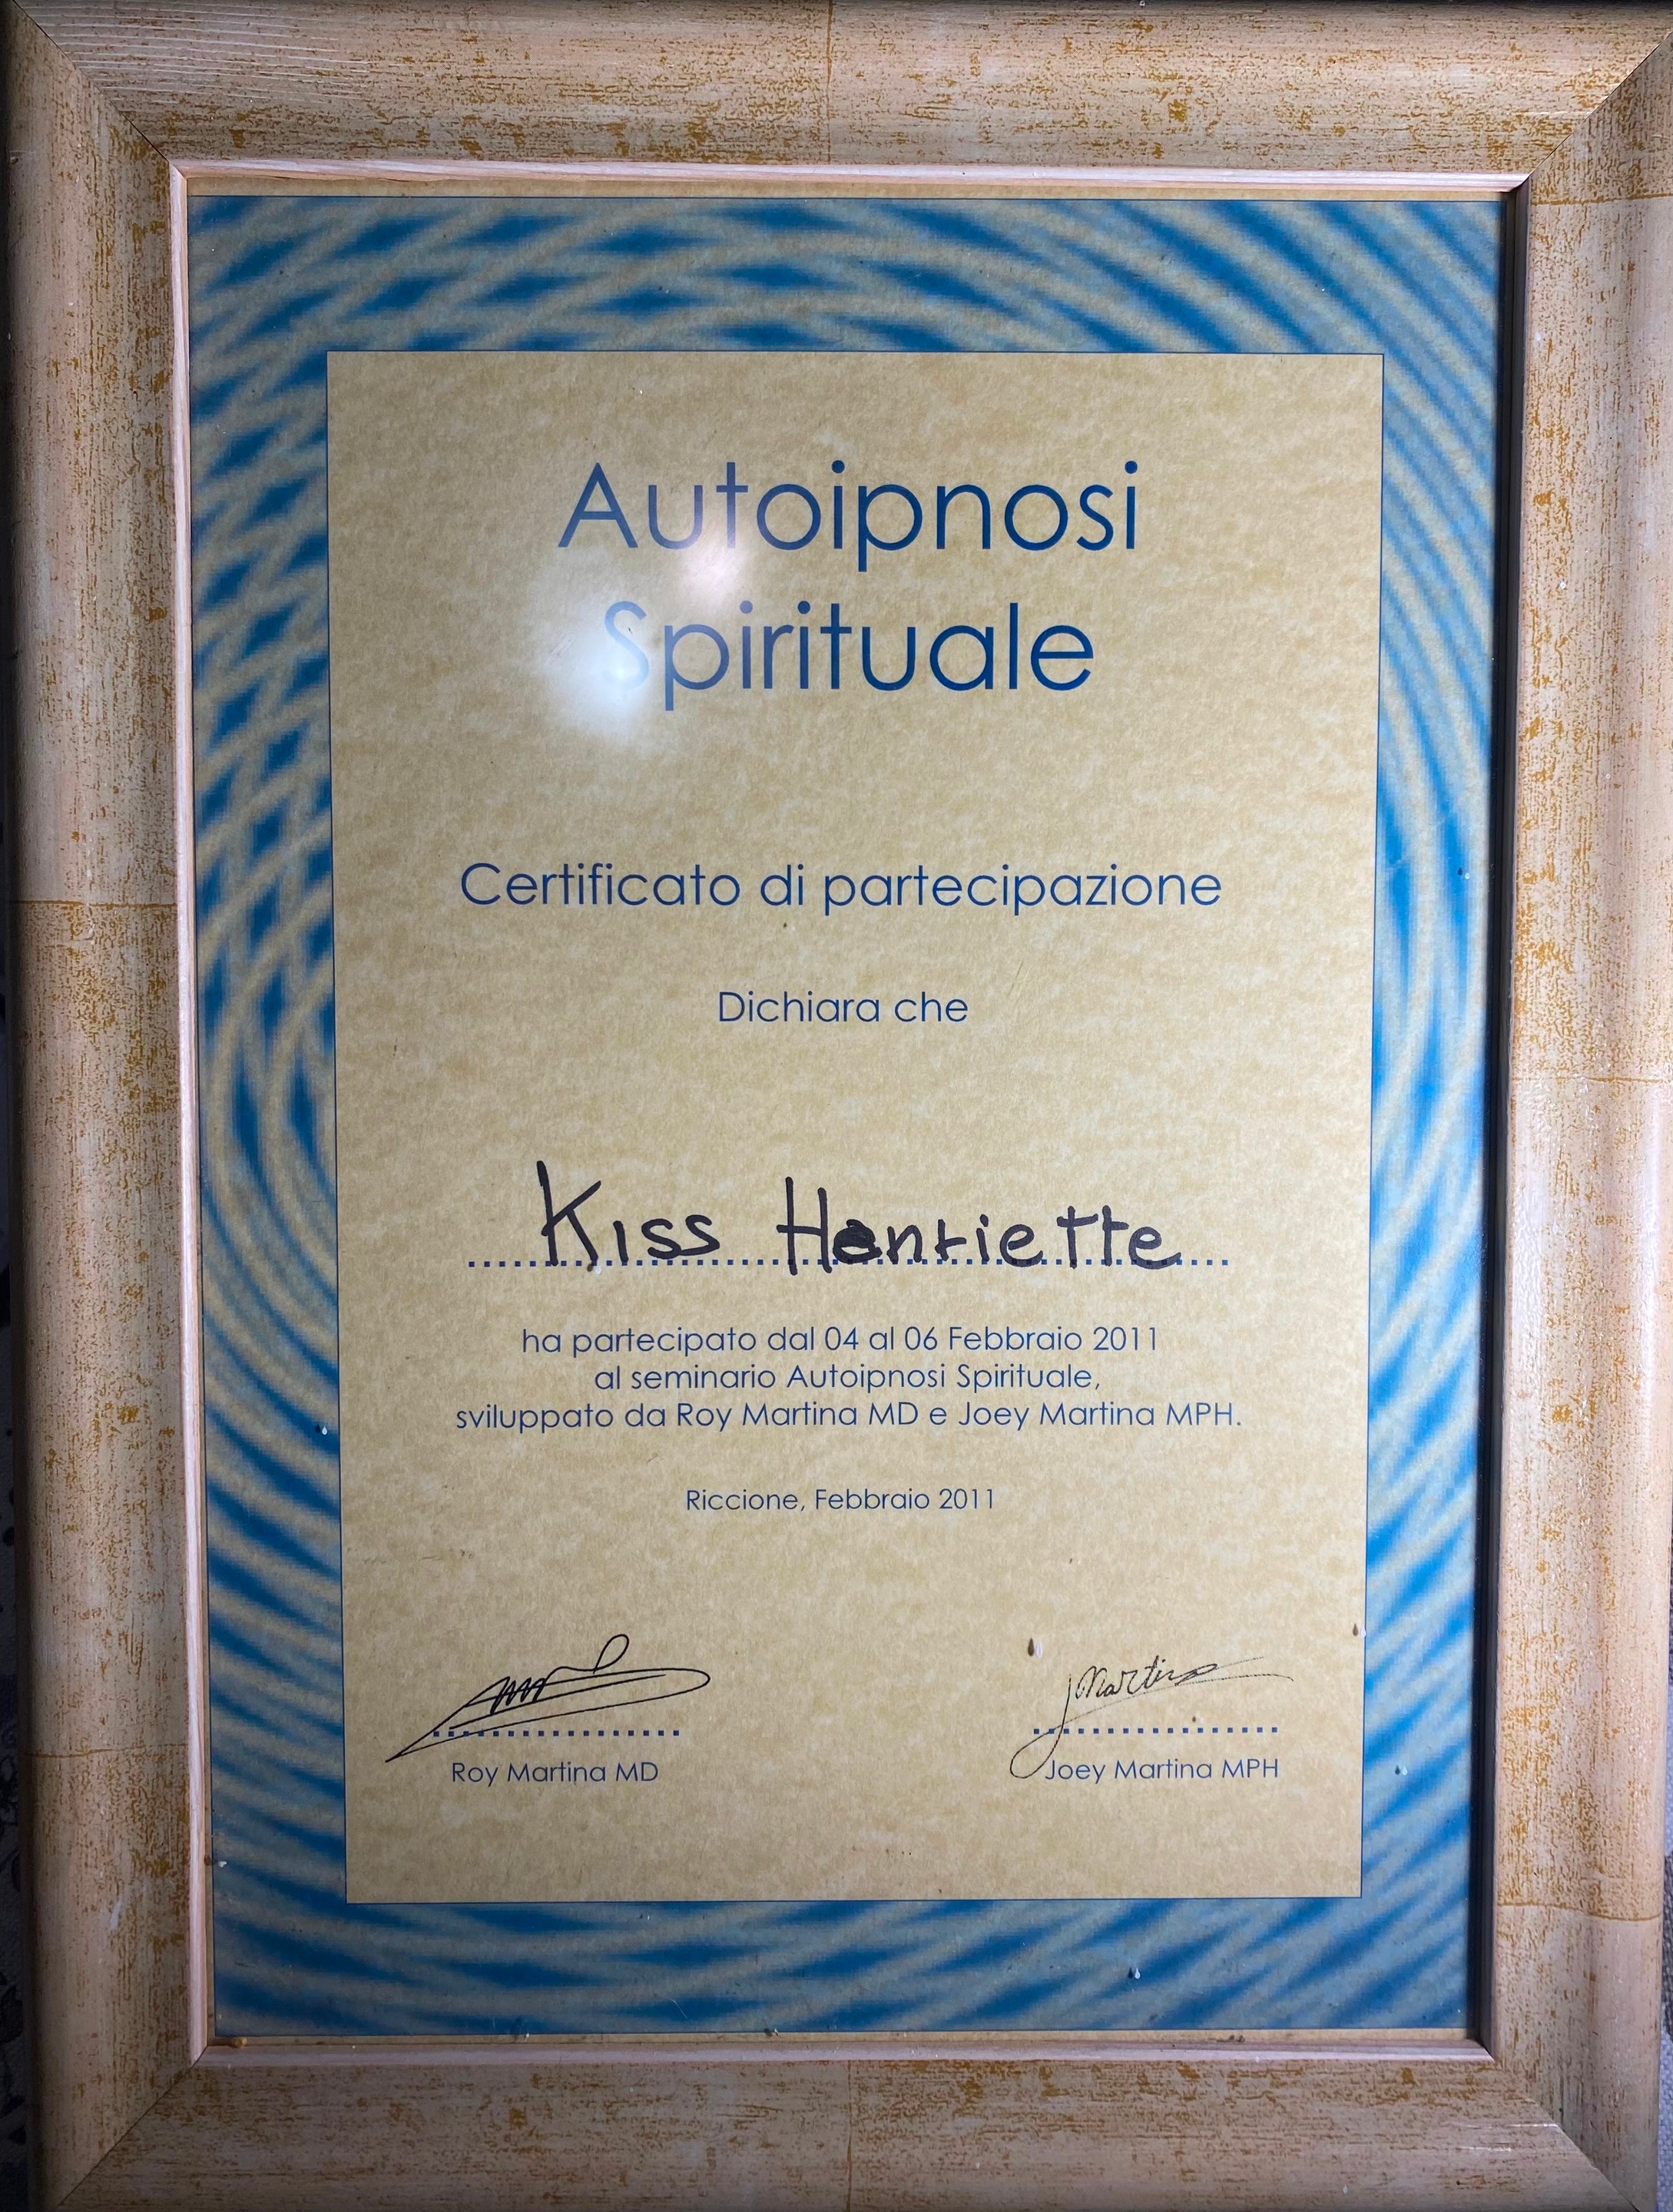 Autoipnosi
Spirituale
Certificato di partecipazione
Dichiara che
Kiss Henriette
ha partecipato dal 04 al 06 Febbraio 2011
al seminario Autoipnosi Spirituale,
sviluppato da Roy Martina MD e Joey Martina MPH.
Riccione, Febbraio 2011
JMartina
Roy Martina MD
Joey Martina MPH